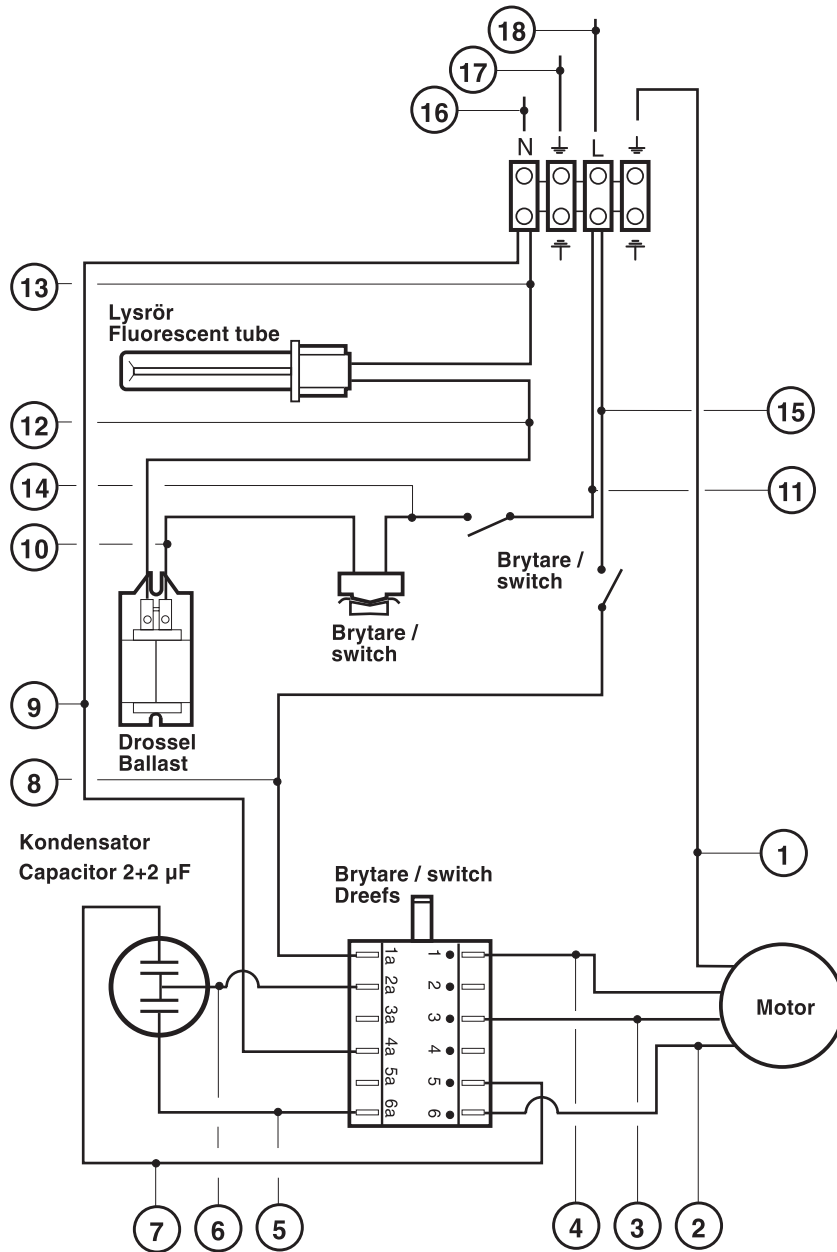 18
17
16
N
L
13
Lysrör
Fluorescent tube
12
15
14
11
10
Brytare /
switch
Brytare /
switch
9
Drossel
Ballast
8
Kondensator
Capacitor 2+2 µF
1
Brytare / switch
Dreefs
1a
2a
3a
4a
5a
6a
1
2
3
4
5
6
Motor
7
6
5
4
3
2